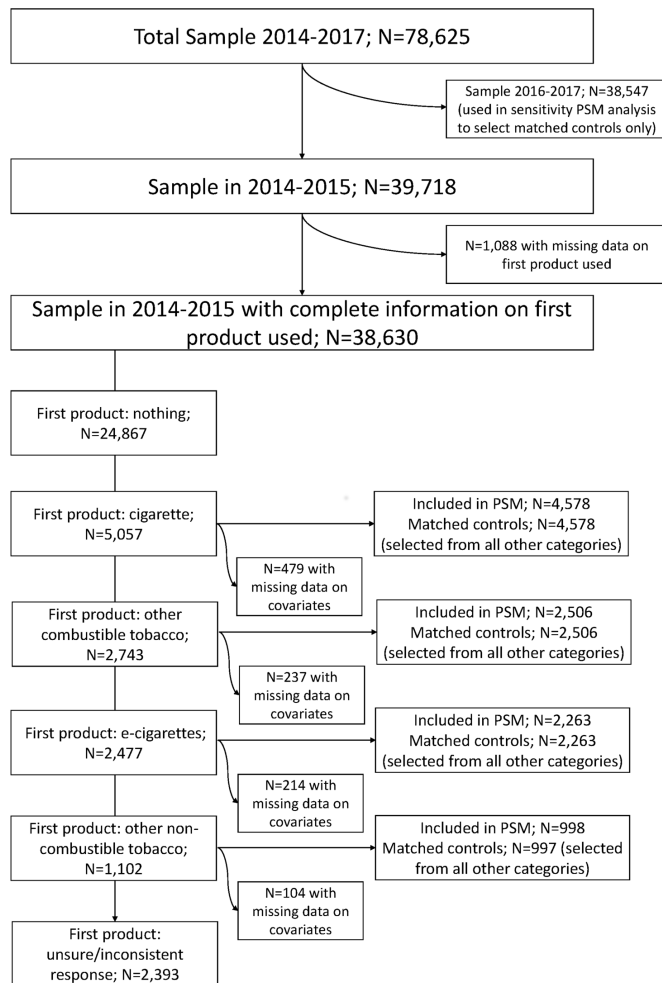 Total Sample 2014-2017; N=78,625
Sample 2016-2017; N=38,547
(used in sensitivity PSM analysis
to select matched controls only)
Sample in 2014-2015; N=39,718
N=1,088 with missing data on
first product used
Sample in 2014-2015 with complete information on first
product used; N=38,630
First product: nothing;
N=24,867
First product: cigarette;
N=5,057
Included in PSM; N=4,578
Matched controls; N=4,578
(selected from all other categories)
N=479 with
missing data on
covariates
First product: other
combustible tobacco;
N=2,743
Included in PSM; N=2,506
Matched controls; N=2,506
(selected from all other categories)
N=237 with
missing data on
covariates
First product: e-cigarettes;
N=2,477
Included in PSM; N=2,263
Matched controls; N=2,263
(selected from all other categories)
N=214 with
missing data on
covariates
First product: other non-
combustible tobacco;
N=1,102
Included in PSM; N=998
Matched controls; N=997 (selected
from all other categories)
N=104 with
missing data on
covariates
First product:
unsure/inconsistent
response; N=2,393